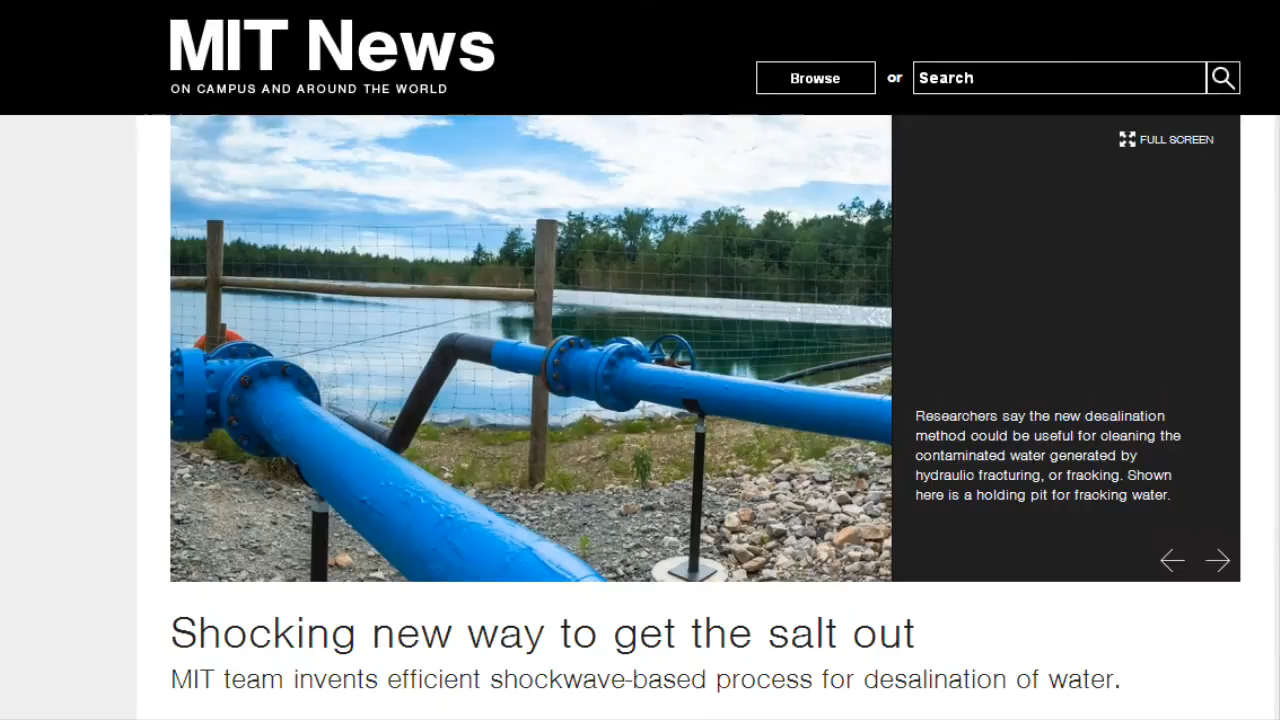 MIT News
ON CAMPUS AND AROUND THE WORLD
Browse or Search
FULL SCREEN
Researchers say the new desalination
method could be useful for cleaning the
contaminated water generated by
hydraulic fracturing, or fracking. Shown
here is a holding pit for fracking water.
Shocking new way to get the salt out
MIT team invents efficient shockwave-based process for desalination of water.